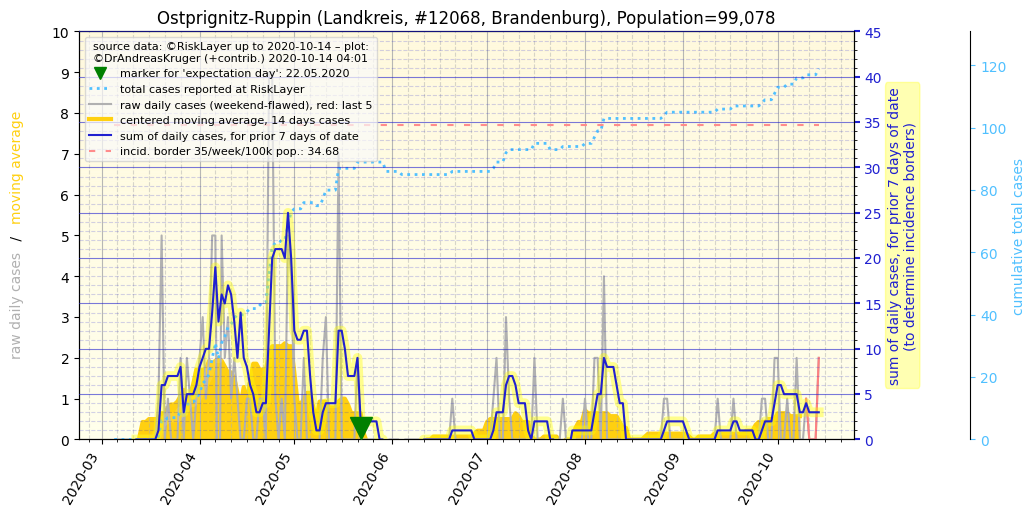 Ostprignitz-Ruppin (Landkreis, #12068, Brandenburg), Population=99,078
source data: ©RiskLayer up to 2020-10-14 – plot:
©DrAndreasKruger (+contrib.) 2020-10-14 04:01
marker for 'expectation day': 22.05.2020
total cases reported at RiskLayer
raw daily cases (weekend-flawed), red: last 5
centered moving average, 14 days cases
sum of daily cases, for prior 7 days of date
incid. border 35/week/100k pop.: 34.68
raw daily cases / moving average
10
9
8
7
6
5
4
3
2
1
0
2020-03
2020-04
2020-05
2020-06
2020-07
2020-08
2020-09
2020-10
45
40
35
30
25
20
15
10
5
0
sum of daily cases, for prior 7 days of date
(to determine incidence borders)
120
100
80
60
40
20
0
cumulative total cases